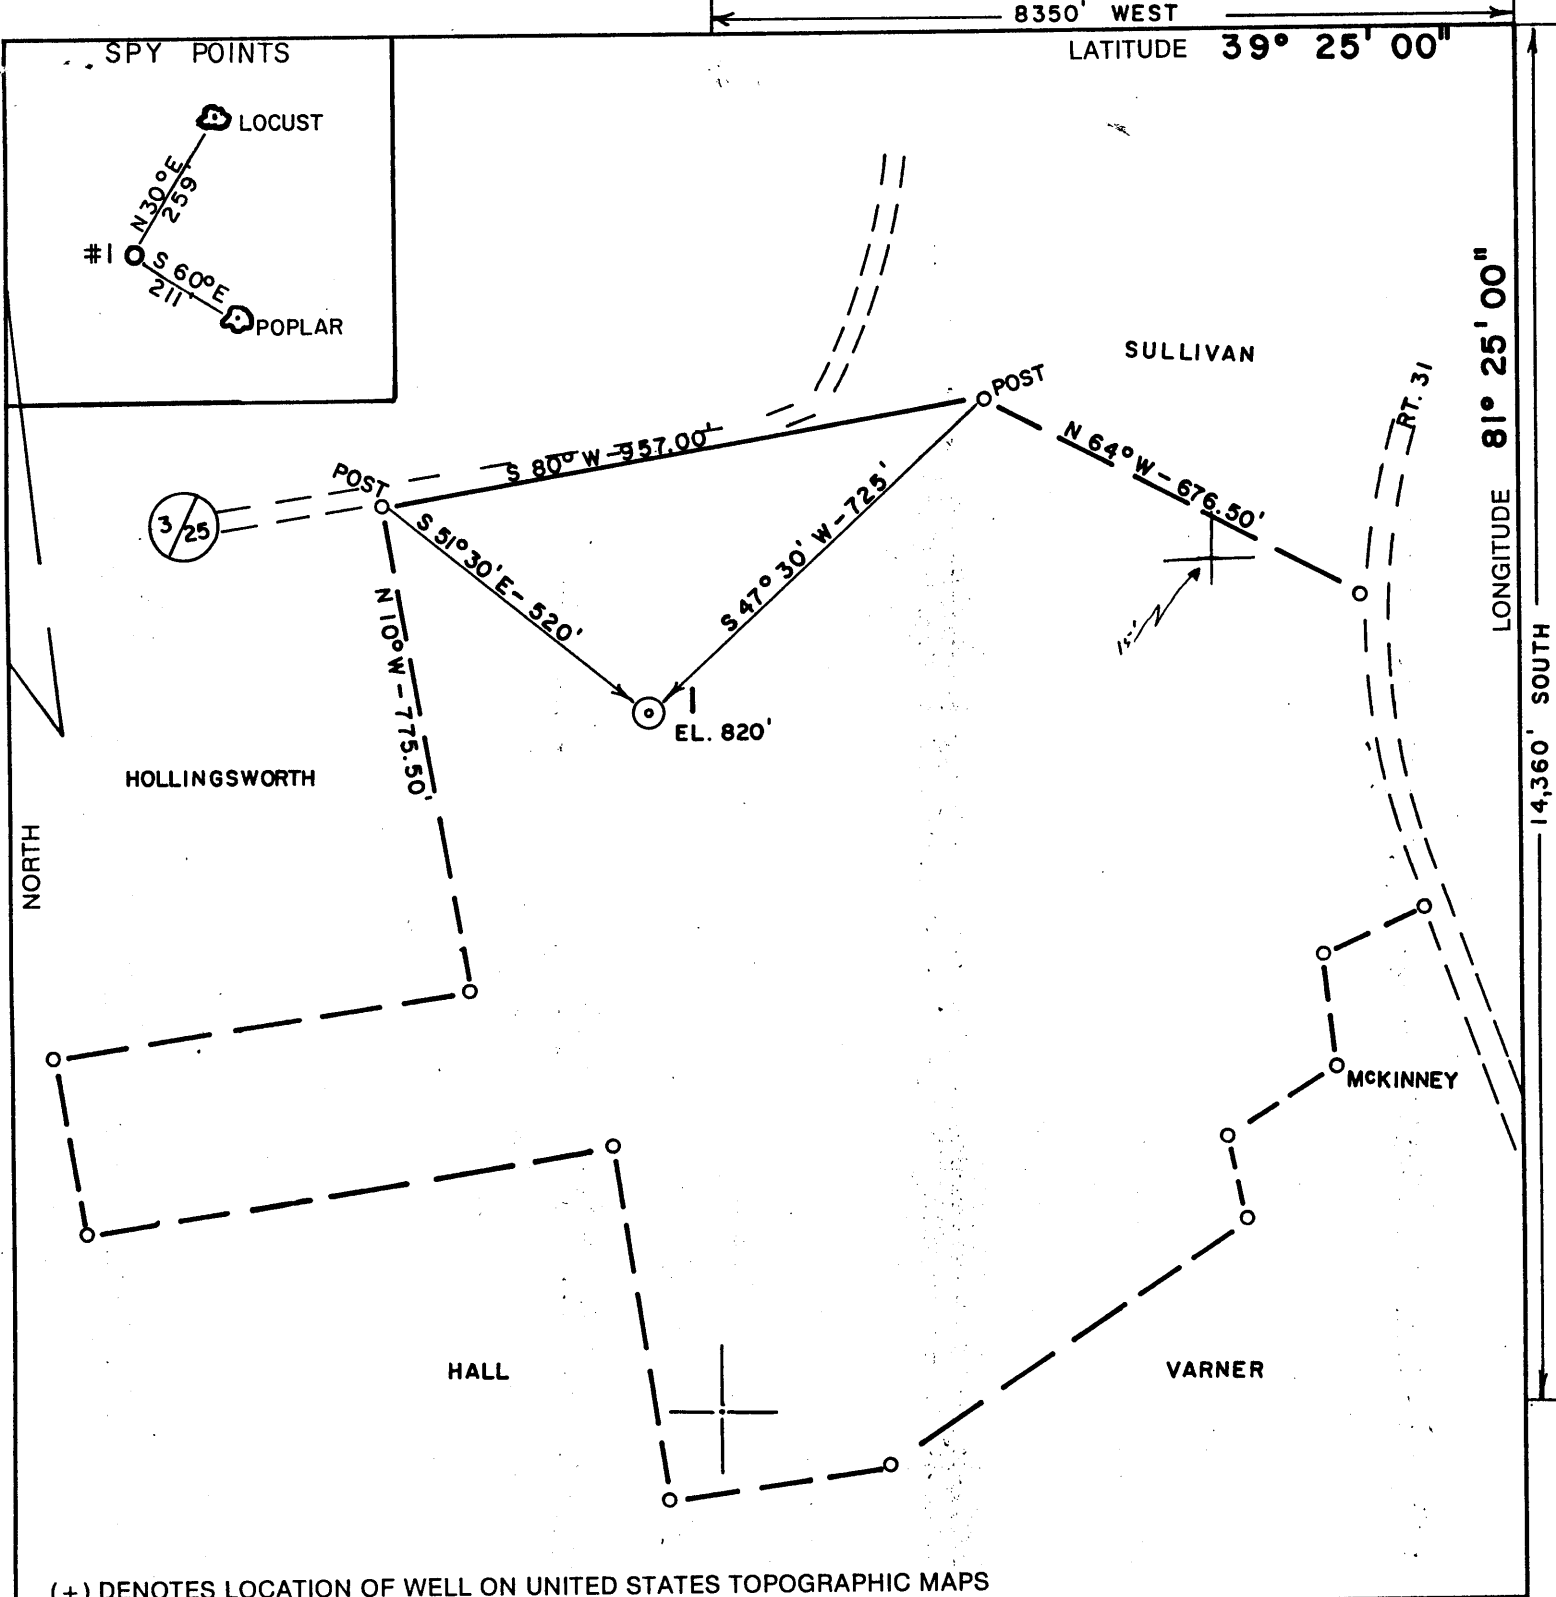 8350' WEST
LATITUDE 39° 25' 00"
SPY POINTS
LOCUST
N 30° E
259'
#1
S 60° E
211'
POPLAR
SULLIVAN
LONGITUDE 81° 25' 00"
RT. 31
POST
S 80° W - 957.00'
POST
N 64° W - 676.50'
3/25
S 51° 30' E - 520'
S 47° 30' W - 725'
N 10° W - 775.50'
14,360' SOUTH
1
EL. 820'
HOLLINGSWORTH
NORTH
McKINNEY
HALL
VARNER
(+) DENOTES LOCATION OF WELL ON UNITED STATES TOPOGRAPHIC MAPS